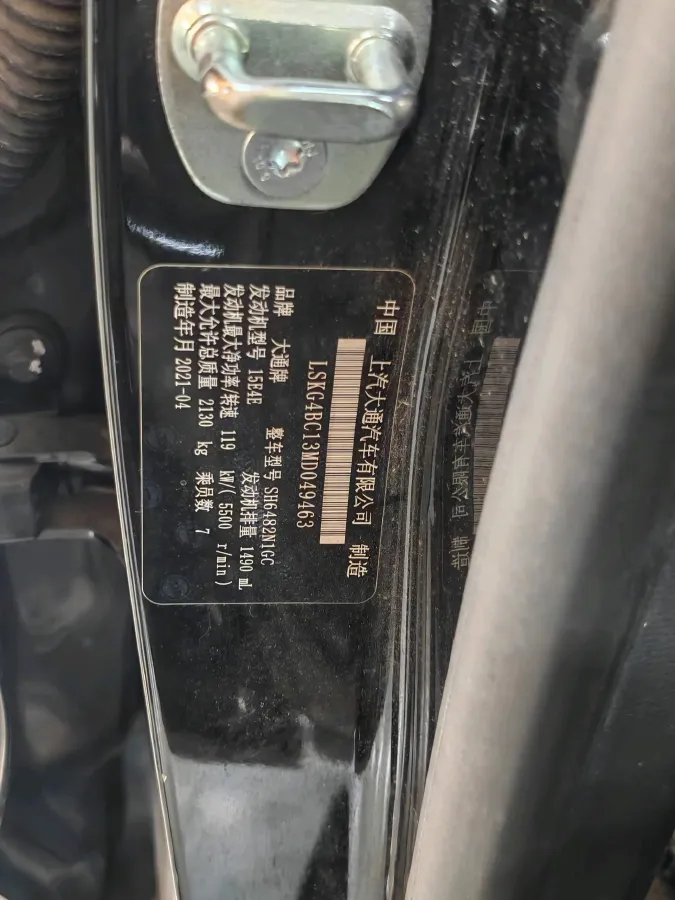 中国 上汽大通汽车有限公司 制造
LSKG4BC13MD049463
品牌 大通牌 整车型号 SH6482N1GC
发动机型号 15E4E 发动机排量 1490 mL
发动机最大净功率/转速 119 kW/( 5500 r/min )
最大允许总质量 2130 kg 乘员数 7
制造年月 2021-04